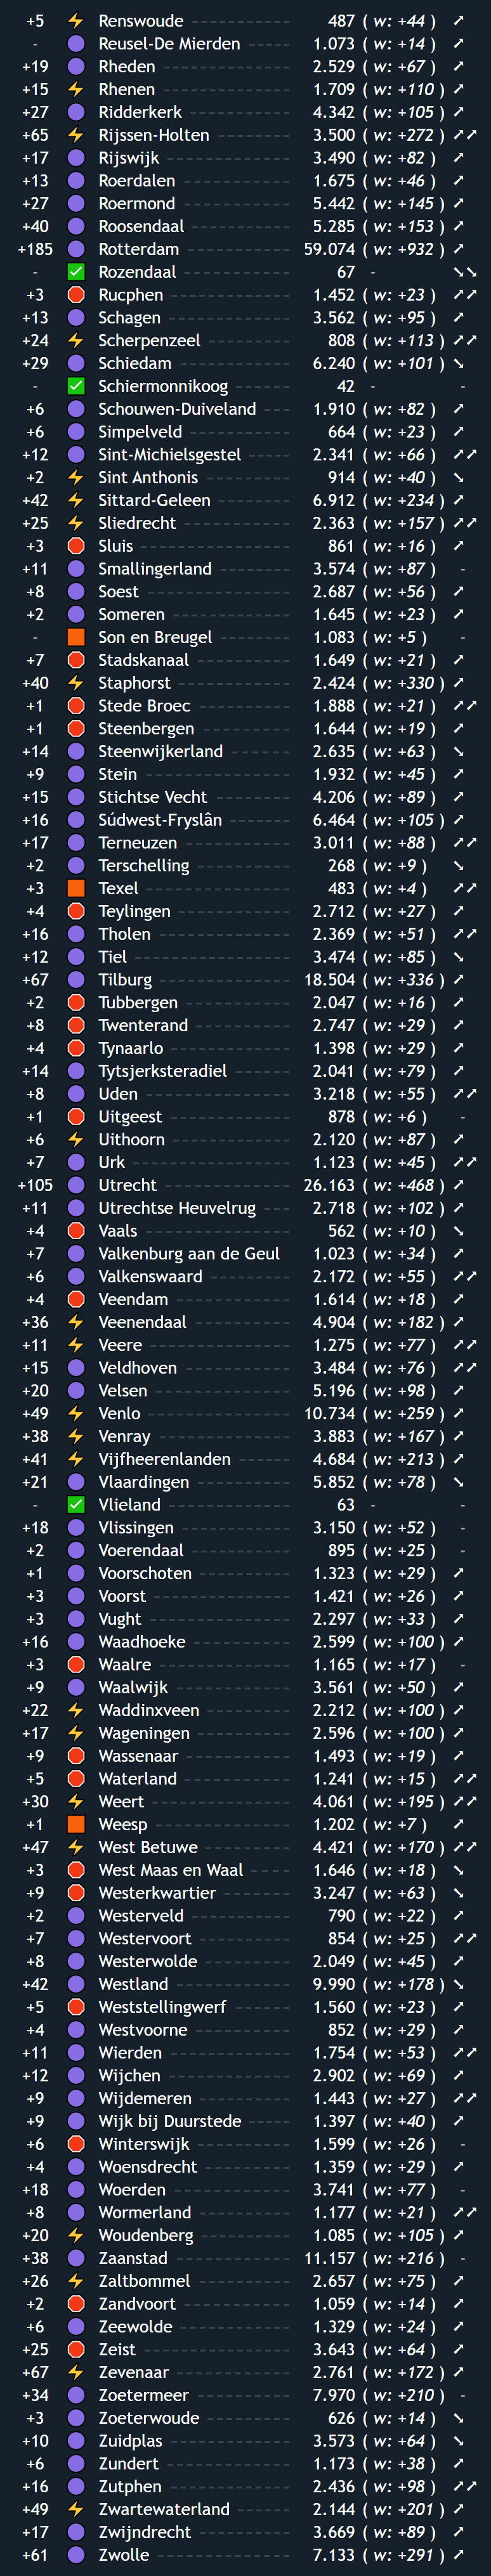 +5 ⚡ Renswoude ------------ 487 ( w: +44 ) ➚
- 🟣 Reusel-De Mierden ------ 1.073 ( w: +14 ) ➚
+19 🟣 Rheden --------------- 2.529 ( w: +67 ) ➚
+15 ⚡ Rhenen --------------- 1.709 ( w: +110 ) ➚
+27 🟣 Ridderkerk ------------ 4.342 ( w: +105 ) ➚
+65 ⚡ Rijssen-Holten --------- 3.500 ( w: +272 ) ➚➚
+17 🟣 Rijswijk --------------- 3.490 ( w: +82 ) ➚
+13 🟣 Roerdalen ------------- 1.675 ( w: +46 ) ➚
+27 🟣 Roermond ------------- 5.442 ( w: +145 ) ➚
+40 🟣 Roosendaal ------------ 5.285 ( w: +153 ) ➚
+185 🟣 Rotterdam ------------ 59.074 ( w: +932 ) ➚
- ✅ Rozendaal ------------- 67 - ➘➘
+3 🛑 Rucphen -------------- 1.452 ( w: +23 ) ➚➚
+13 🟣 Schagen -------------- 3.562 ( w: +95 ) ➚
+24 ⚡ Scherpenzeel ---------- 808 ( w: +113 ) ➚➚
+29 🟣 Schiedam ------------- 6.240 ( w: +101 ) ➘
- ✅ Schiermonnikoog ------- 42 - -
+6 🟣 Schouwen-Duiveland ---- 1.910 ( w: +82 ) ➚
+6 🟣 Simpelveld ------------ 664 ( w: +23 ) ➚
+12 🟣 Sint-Michielsgestel ----- 2.341 ( w: +66 ) ➚➚
+2 ⚡ Sint Anthonis ---------- 914 ( w: +40 ) ➘
+42 ⚡ Sittard-Geleen --------- 6.912 ( w: +234 ) ➚
+25 ⚡ Sliedrecht ------------- 2.363 ( w: +157 ) ➚➚
+3 🛑 Sluis ------------------ 861 ( w: +16 ) ➚
+11 🟣 Smallingerland --------- 3.574 ( w: +87 ) -
+8 🟣 Soest ----------------- 2.687 ( w: +56 ) ➚
+2 🟣 Someren -------------- 1.645 ( w: +23 ) ➚
- 🟧 Son en Breugel --------- 1.083 ( w: +5 ) -
+7 🛑 Stadskanaal ----------- 1.649 ( w: +21 ) ➚
+40 ⚡ Staphorst ------------- 2.424 ( w: +330 ) ➚
+1 🛑 Stede Broec ----------- 1.888 ( w: +21 ) ➚➚
+1 🛑 Steenbergen ----------- 1.644 ( w: +19 ) ➚
+14 🟣 Steenwijkerland -------- 2.635 ( w: +63 ) ➘
+9 🟣 Stein ----------------- 1.932 ( w: +45 ) ➚
+15 🟣 Stichtse Vecht --------- 4.206 ( w: +89 ) ➚
+16 🟣 Súdwest-Fryslân -------- 6.464 ( w: +105 ) ➚
+17 🟣 Terneuzen ------------- 3.011 ( w: +88 ) ➚➚
+2 🟣 Terschelling ----------- 268 ( w: +9 ) ➘
+3 🟧 Texel ----------------- 483 ( w: +4 ) ➚➚
+4 🛑 Teylingen ------------- 2.712 ( w: +27 ) ➚
+16 🟣 Tholen --------------- 2.369 ( w: +51 ) ➚➚
+12 🟣 Tiel ------------------ 3.474 ( w: +85 ) ➘
+67 🟣 Tilburg --------------- 18.504 ( w: +336 ) ➚
+2 🛑 Tubbergen ------------ 2.047 ( w: +16 ) ➚
+8 🛑 Twenterand ------------ 2.747 ( w: +29 ) ➚
+4 🛑 Tynaarlo -------------- 1.398 ( w: +29 ) ➚
+14 🟣 Tytsjerksteradiel ------- 2.041 ( w: +79 ) ➚
+8 🟣 Uden ----------------- 3.218 ( w: +55 ) ➚➚
+1 🛑 Uitgeest -------------- 878 ( w: +6 ) -
+6 ⚡ Uithoorn -------------- 2.120 ( w: +87 ) ➚
+7 🟣 Urk ------------------- 1.123 ( w: +45 ) ➚➚
+105 🟣 Utrecht --------------- 26.163 ( w: +468 ) ➚
+11 🟣 Utrechtse Heuvelrug ---- 2.718 ( w: +102 ) ➚
+4 🛑 Vaals ----------------- 562 ( w: +10 ) ➘
+7 🟣 Valkenburg aan de Geul 1.023 ( w: +34 ) ➚
+6 🟣 Valkenswaard ---------- 2.172 ( w: +55 ) ➚➚
+4 🛑 Veendam -------------- 1.614 ( w: +18 ) ➚
+36 ⚡ Veenendaal ------------ 4.904 ( w: +182 ) ➚
+11 ⚡ Veere ----------------- 1.275 ( w: +77 ) ➚➚
+15 🟣 Veldhoven ------------- 3.484 ( w: +76 ) ➚➚
+20 🟣 Velsen ---------------- 5.196 ( w: +98 ) ➚
+49 ⚡ Venlo ----------------- 10.734 ( w: +259 ) ➚
+38 ⚡ Venray ---------------- 3.883 ( w: +167 ) ➚
+41 ⚡ Vijfheerenlanden ------- 4.684 ( w: +213 ) ➚
+21 🟣 Vlaardingen ----------- 5.852 ( w: +78 ) ➘
- ✅ Vlieland -------------- 63 - -
+18 🟣 Vlissingen ------------- 3.150 ( w: +52 ) -
+2 🟣 Voerendaal ------------ 895 ( w: +25 ) -
+1 🟣 Voorschoten ----------- 1.323 ( w: +29 ) ➚
+3 🟣 Voorst ---------------- 1.421 ( w: +26 ) ➚
+3 🟣 Vught ---------------- 2.297 ( w: +33 ) ➚
+16 🟣 Waadhoeke ------------ 2.599 ( w: +100 ) ➚
+3 🛑 Waalre ---------------- 1.165 ( w: +17 ) -
+9 🟣 Waalwijk -------------- 3.561 ( w: +50 ) ➚
+22 ⚡ Waddinxveen ---------- 2.212 ( w: +100 ) ➚
+17 ⚡ Wageningen ----------- 2.596 ( w: +100 ) ➚
+9 🛑 Wassenaar ------------ 1.493 ( w: +19 ) ➚
+5 🛑 Waterland ------------ 1.241 ( w: +15 ) ➚➚
+30 ⚡ Weert ---------------- 4.061 ( w: +195 ) ➚➚
+1 🟧 Weesp ---------------- 1.202 ( w: +7 ) ➚
+47 ⚡ West Betuwe ---------- 4.421 ( w: +170 ) ➚➚
+3 🛑 West Maas en Waal ----- 1.646 ( w: +18 ) ➘
+9 🛑 Westerkwartier --------- 3.247 ( w: +63 ) ➘
+2 🟣 Westerveld ------------ 790 ( w: +22 ) ➚
+7 🟣 Westervoort ----------- 854 ( w: +25 ) ➚➚
+8 🟣 Westerwolde ----------- 2.049 ( w: +45 ) ➚
+42 🟣 Westland -------------- 9.990 ( w: +178 ) ➘
+5 🛑 Weststellingwerf ------- 1.560 ( w: +23 ) ➚
+4 🟣 Westvoorne ------------ 852 ( w: +29 ) ➚
+11 🟣 Wierden --------------- 1.754 ( w: +53 ) ➚➚
+12 🟣 Wijchen --------------- 2.902 ( w: +69 ) ➚
+9 🟣 Wijdemeren ------------ 1.443 ( w: +27 ) ➚➚
+9 🟣 Wijk bij Duurstede ------ 1.397 ( w: +40 ) ➚
+6 🛑 Winterswijk ------------ 1.599 ( w: +26 ) -
+4 🟣 Woensdrecht ----------- 1.359 ( w: +29 ) ➚
+18 🟣 Woerden -------------- 3.741 ( w: +77 ) -
+8 🟣 Wormerland ------------ 1.177 ( w: +21 ) ➚➚
+20 ⚡ Woudenberg ----------- 1.085 ( w: +105 ) ➚
+38 🟣 Zaanstad -------------- 11.157 ( w: +216 ) -
+26 ⚡ Zaltbommel ------------ 2.657 ( w: +75 ) ➚
+2 🛑 Zandvoort ------------- 1.059 ( w: +14 ) ➚
+6 🟣 Zeewolde ------------- 1.329 ( w: +24 ) ➚
+25 🛑 Zeist ----------------- 3.643 ( w: +64 ) ➚
+67 ⚡ Zevenaar -------------- 2.761 ( w: +172 ) ➚
+34 🟣 Zoetermeer ------------ 7.970 ( w: +210 ) -
+3 🟣 Zoeterwoude ----------- 626 ( w: +14 ) ➘
+10 🟣 Zuidplas -------------- 3.573 ( w: +64 ) ➘
+6 🟣 Zundert --------------- 1.173 ( w: +38 ) ➚
+16 🟣 Zutphen --------------- 2.436 ( w: +98 ) ➚➚
+49 ⚡ Zwartewaterland ------- 2.144 ( w: +201 ) ➚
+17 🟣 Zwijndrecht ----------- 3.669 ( w: +89 ) ➚
+61 🟣 Zwolle ---------------- 7.133 ( w: +291 ) ➚